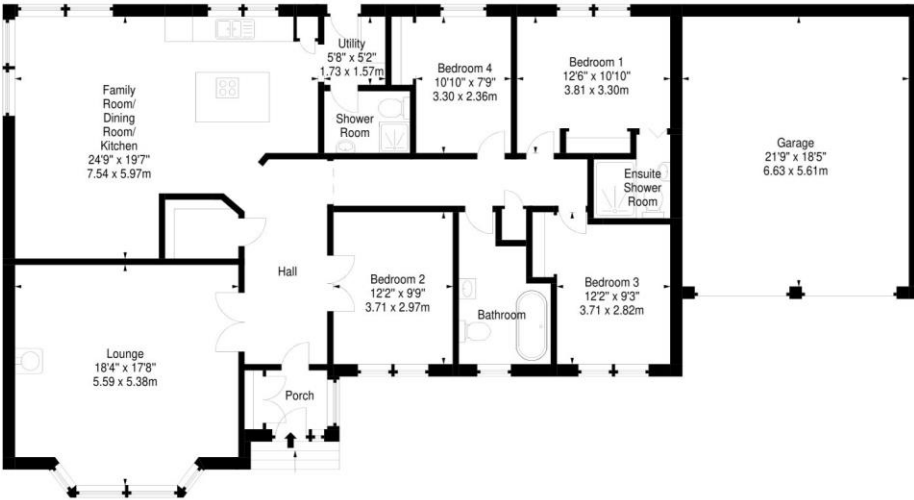 Family
Room/
Dining
Room/
Kitchen
24'9" x 19'7"
7.54 x 5.97m
Utility
5'8" x 5'2"
1.73 x 1.57m
Shower
Room
Bedroom 4
10'10" x 7'9"
3.30 x 2.36m
Bedroom 1
12'6" x 10'10"
3.81 x 3.30m
Ensuite
Shower
Room
Garage
21'9" x 18'5"
6.63 x 5.61m
Hall
Bedroom 2
12'2" x 9'9"
3.71 x 2.97m
Bathroom
Bedroom 3
12'2" x 9'3"
3.71 x 2.82m
Lounge
18'4" x 17'8"
5.59 x 5.38m
Porch